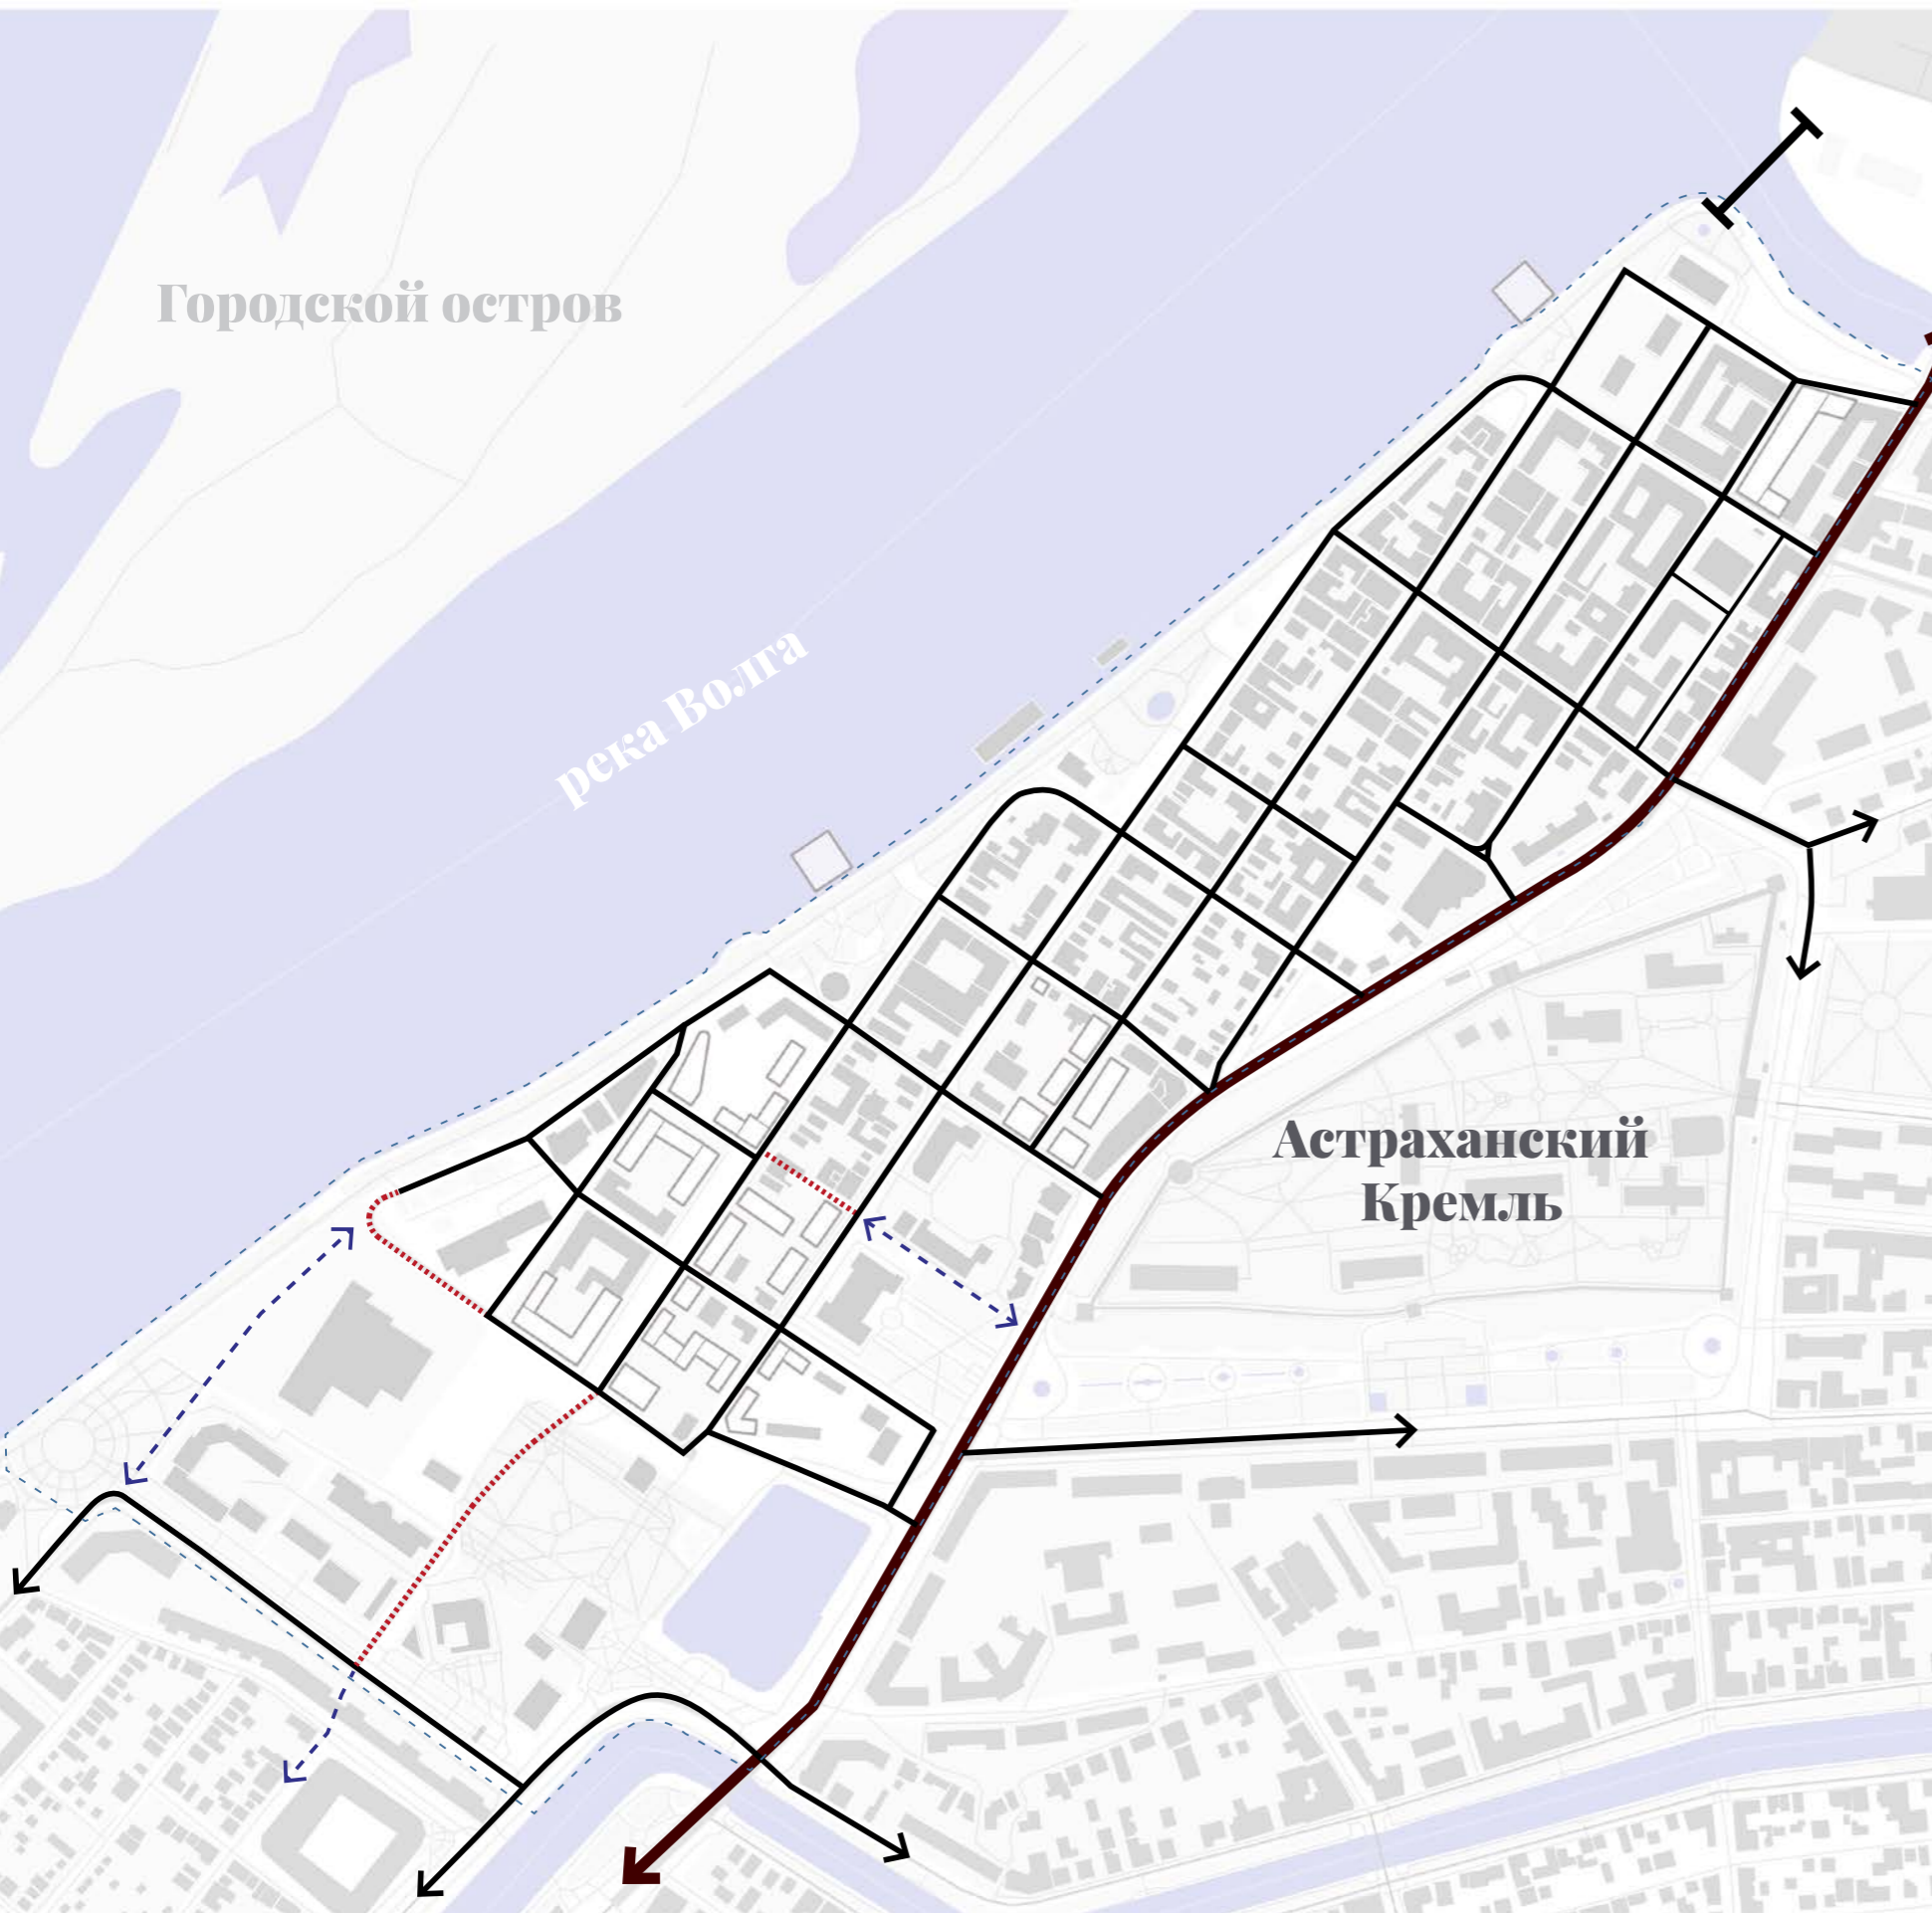 Городской остров
река Волга
Астраханский
Кремль